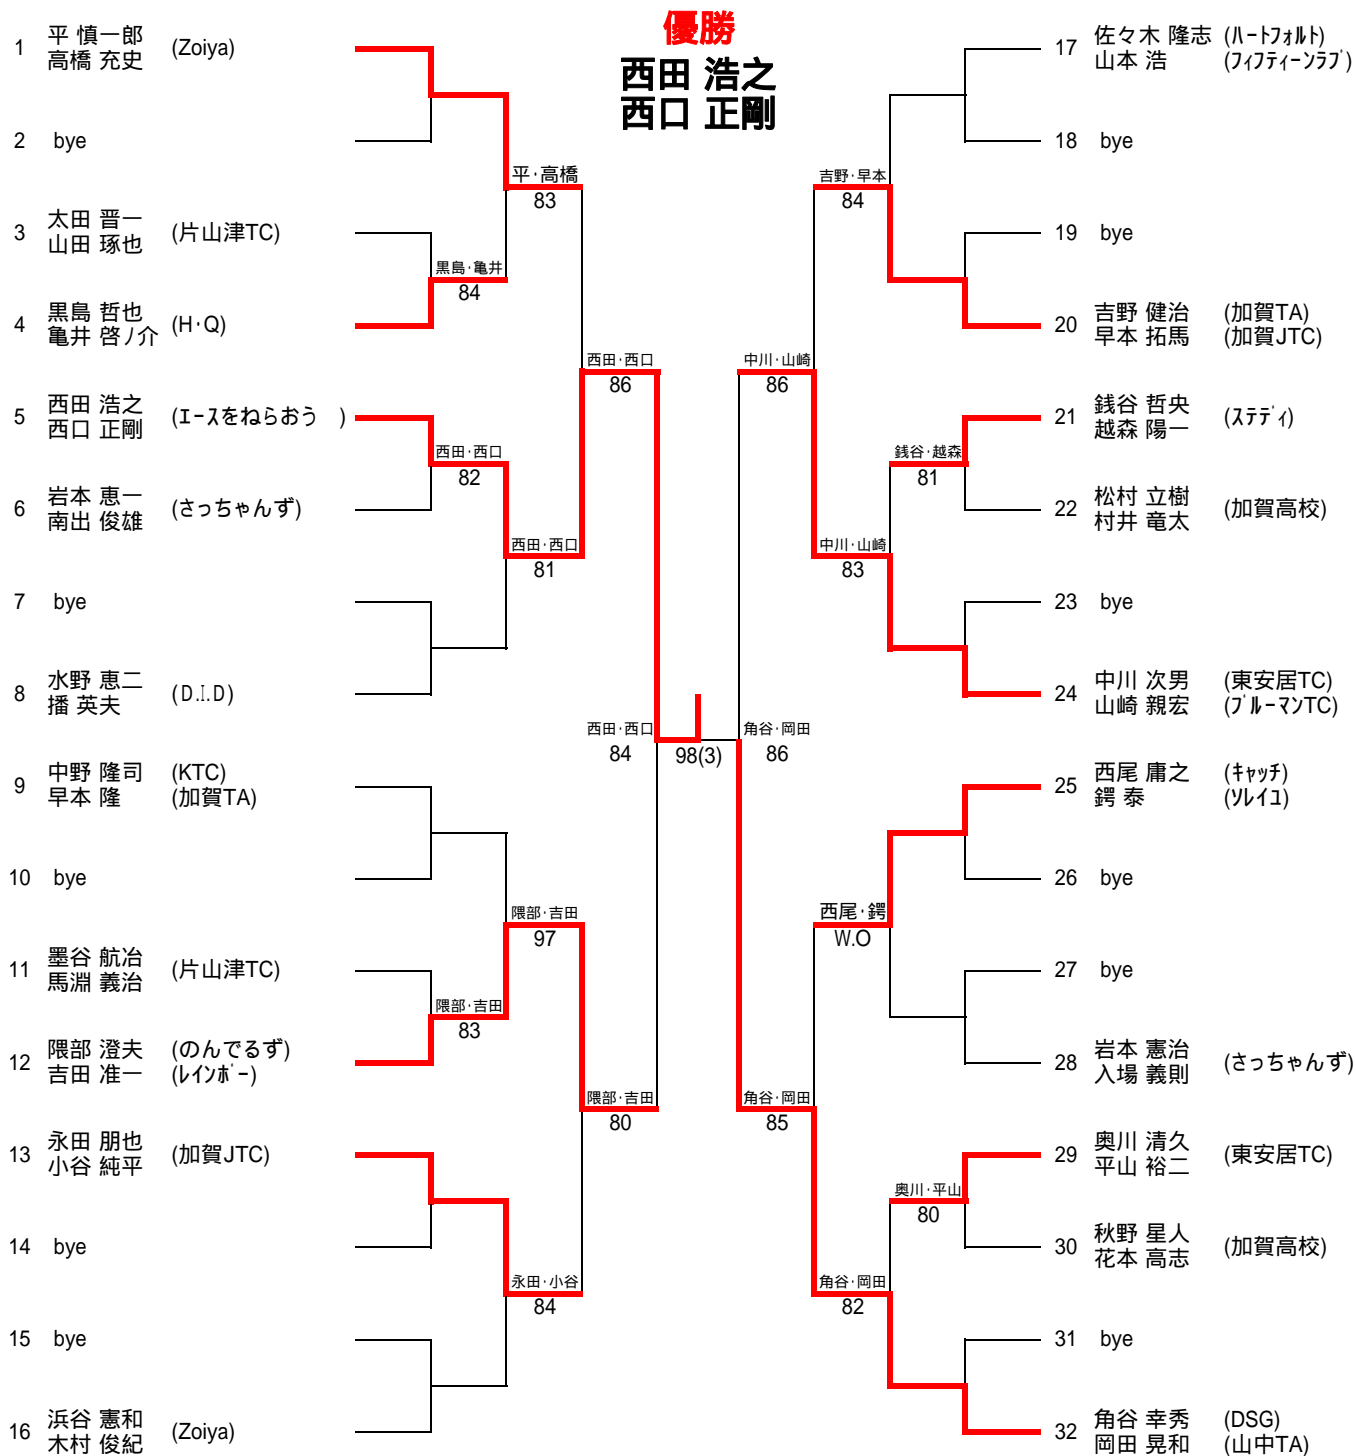 優勝
西田 浩之
西口 正剛
1 平 慎一郎 (Zoiya)
高橋 充史
2 bye
3 太田 晋一 (片山津TC)
山田 琢也
4 黒島 哲也 (H・Q)
亀井 啓ノ介
5 西田 浩之 (エースをねらおう )
西口 正剛
6 岩本 恵一 (さっちゃんず)
南出 俊雄
7 bye
8 水野 恵二 (D.I.D)
播 英夫
9 中野 隆司 (KTC)
早本 隆 (加賀TA)
10 bye
11 墨谷 航冶 (片山津TC)
馬淵 義治
12 隈部 澄夫 (のんでるず)
吉田 准一 (レインボー)
13 永田 朋也 (加賀JTC)
小谷 純平
14 bye
15 bye
16 浜谷 憲和 (Zoiya)
木村 俊紀
黒島・亀井
84
西田・西口
82
隈部・吉田
83
平・高橋
83
西田・西口
81
隈部・吉田
97
永田・小谷
84
西田・西口
86
隈部・吉田
80
西田・西口
84
98(3)
角谷・岡田
86
中川・山崎
86
角谷・岡田
85
吉野・早本
84
中川・山崎
83
西尾・鍔
W.O
角谷・岡田
82
銭谷・越森
81
奥川・平山
80
17 佐々木 隆志 (ハートフォルト)
山本 浩 (フィフティーンラブ)
18 bye
19 bye
20 吉野 健治 (加賀TA)
早本 拓馬 (加賀JTC)
21 銭谷 哲央 (ステディ)
越森 陽一
22 松村 立樹 (加賀高校)
村井 竜太
23 bye
24 中川 次男 (東安居TC)
山崎 親宏 (ブルーマンTC)
25 西尾 庸之 (キャッチ)
鍔 泰 (ソレイユ)
26 bye
27 bye
28 岩本 憲治 (さっちゃんず)
入場 義則
29 奥川 清久 (東安居TC)
平山 裕二
30 秋野 星人 (加賀高校)
花本 高志
31 bye
32 角谷 幸秀 (DSG)
岡田 晃和 (山中TA)